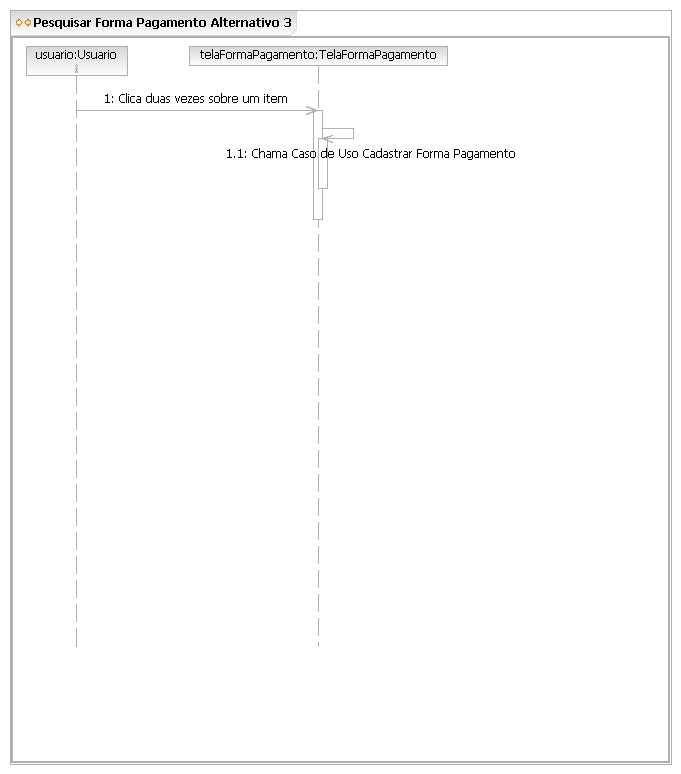 Pesquisar Forma Pagamento Alternativo 3
usuario:Usuario
telaFormaPagamento:TelaFormaPagamento
1: Clica duas vezes sobre um item
1.1: Chama Caso de Uso Cadastrar Forma Pagamento